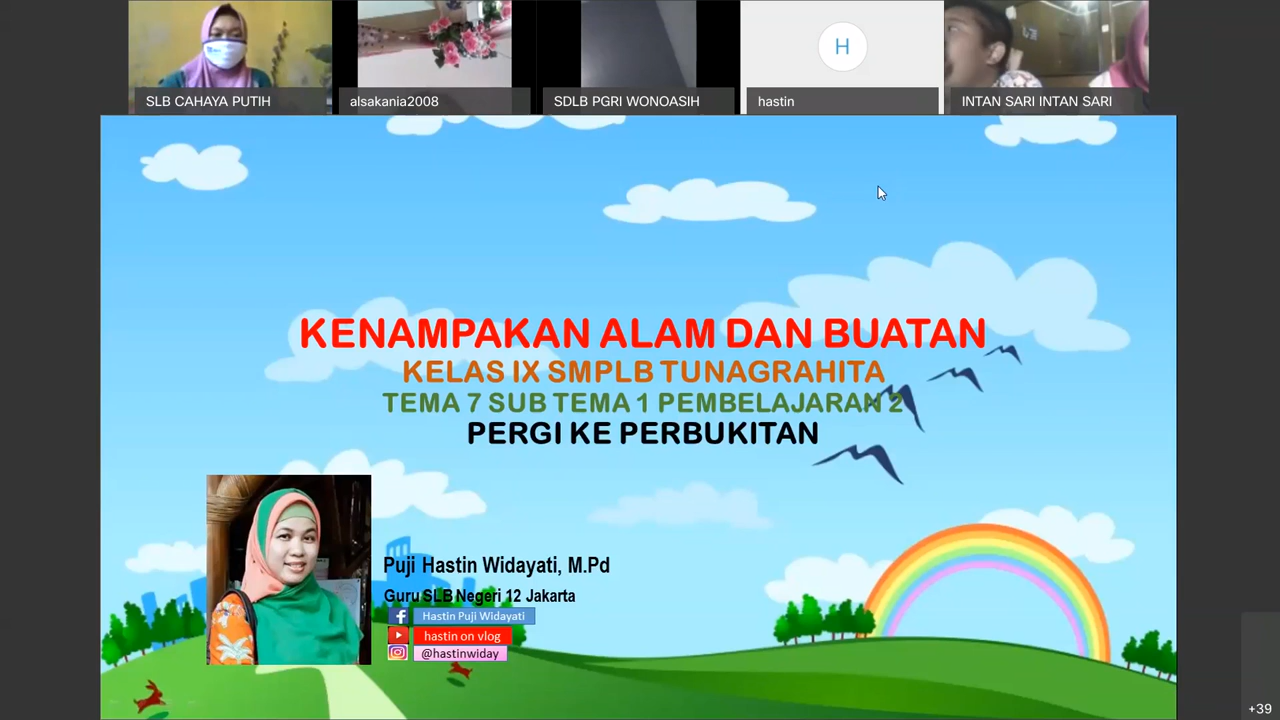 SLB CAHAYA PUTIH
alsakania2008
SDLB PGRI WONOASIH
H
hastin
INTAN SARI INTAN SARI
KENAMPAKAN ALAM DAN BUATAN
KELAS IX SMPLB TUNAGRAHITA
TEMA 7 SUB TEMA 1 PEMBELAJARAN 2
PERGI KE PERBUKITAN
Puji Hastin Widayati, M.Pd
Guru SLB Negeri 12 Jakarta
f Hastin Puji Widayati
hastin on vlog
@hastinwiday
+39